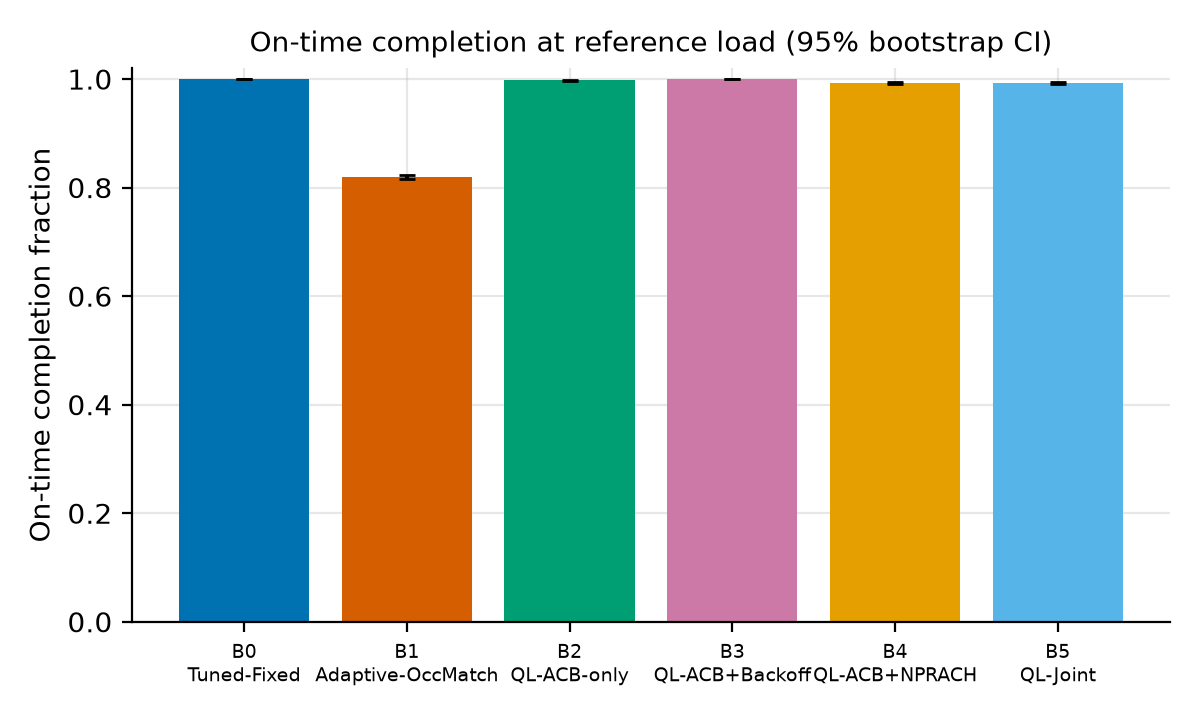 On-time completion at reference load (95% bootstrap CI)
On-time completion fraction
1.0
0.8
0.6
0.4
0.2
0.0
B0 B1 B2 B3 B4 B5
Tuned-Fixed Adaptive-OccMatch QL-ACB-only QL-ACB+Backoff QL-ACB+NPRACH QL-Joint